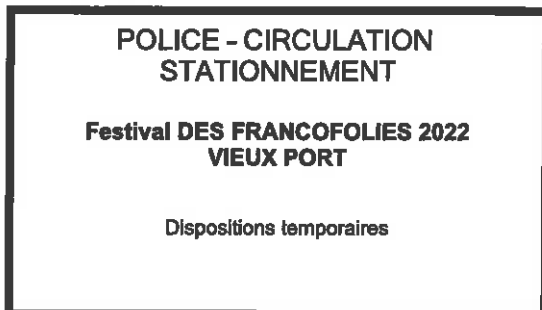 POLICE - CIRCULATION
STATIONNEMENT
Festival DES FRANCOFOLIES 2022
VIEUX PORT
Dispositions temporaires